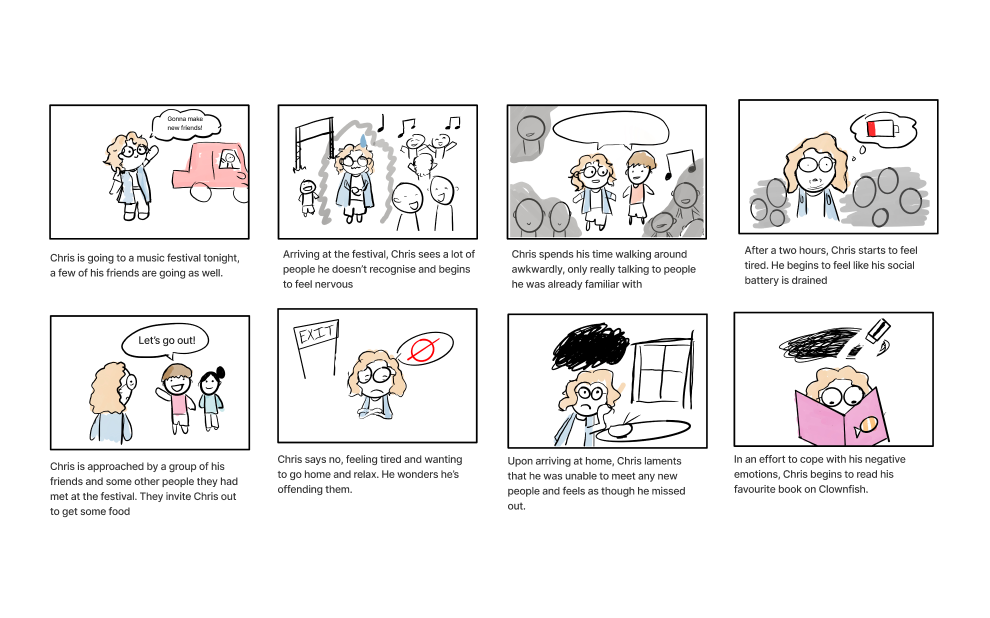 Gonna make
new friends!
Chris is going to a music festival tonight,
a few of his friends are going as well.
Arriving at the festival, Chris sees a lot of
people he doesn't recognise and begins
to feel nervous
Chris spends his time walking around
awkwardly, only really talking to people
he was already familiar with
After a two hours, Chris starts to feel
tired. He begins to feel like his social
battery is drained
Let's go out!
Chris is approached by a group of his
friends and some other people they had
met at the festival. They invite Chris out
to get some food
EXIT
Chris says no, feeling tired and wanting
to go home and relax. He wonders he's
offending them.
Upon arriving at home, Chris laments
that he was unable to meet any new
people and feels as though he missed
out.
In an effort to cope with his negative
emotions, Chris begins to read his
favourite book on Clownfish.